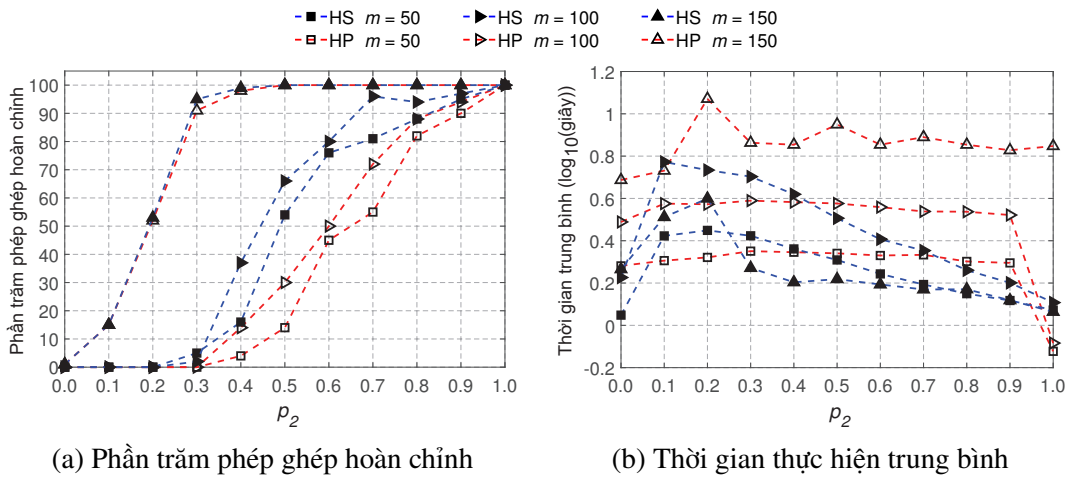 HS m = 50 HS m = 100 HS m = 150
HP m = 50 HP m = 100 HP m = 150
Phần trăm phép ghép hoàn chỉnh
100
90
80
70
60
50
40
30
20
10
0
0.0 0.1 0.2 0.3 0.4 0.5 0.6 0.7 0.8 0.9 1.0
p2
(a) Phần trăm phép ghép hoàn chỉnh
Thời gian trung bình (log10(giây))
1.2
1
0.8
0.6
0.4
0.2
0
-0.2
0.0 0.1 0.2 0.3 0.4 0.5 0.6 0.7 0.8 0.9 1.0
p2
(b) Thời gian thực hiện trung bình